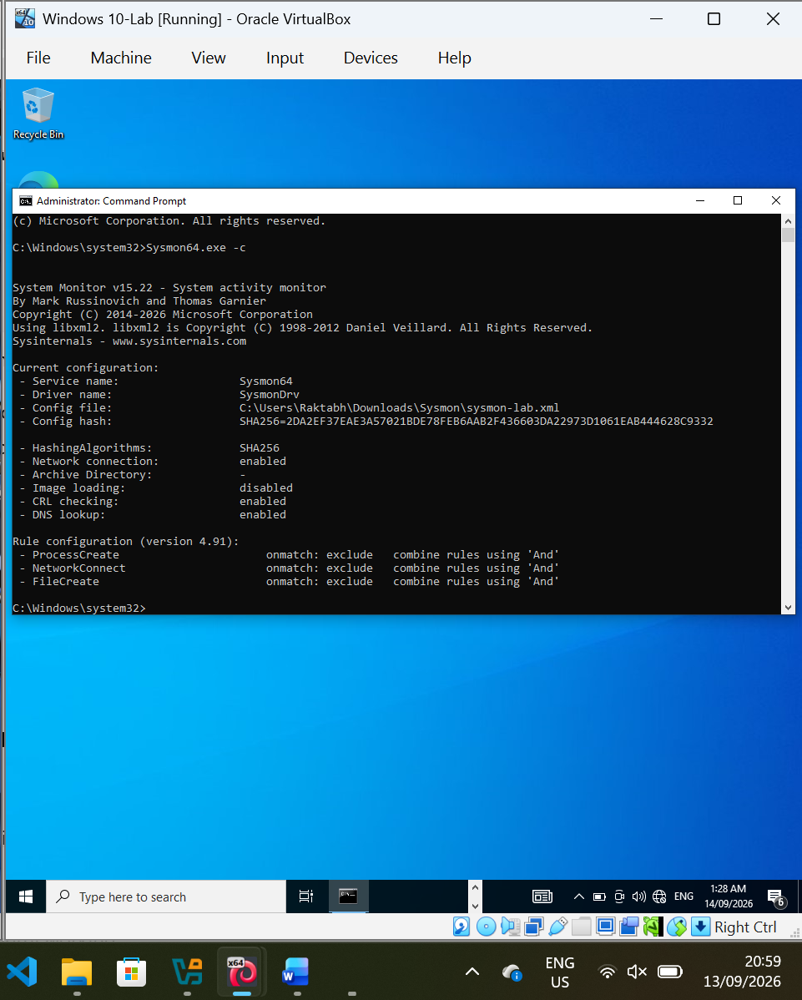 Windows 10-Lab [Running] - Oracle VirtualBox
File Machine View Input Devices Help
Recycle Bin
Administrator: Command Prompt
(c) Microsoft Corporation. All rights reserved.
C:\Windows\system32>Sysmon64.exe -c
System Monitor v15.22 - System activity monitor
By Mark Russinovich and Thomas Garnier
Copyright (C) 2014-2026 Microsoft Corporation
Using libxml2. libxml2 is Copyright (C) 1998-2012 Daniel Veillard. All Rights Reserved.
Sysinternals - www.sysinternals.com
Current configuration:
- Service name: Sysmon64
- Driver name: SysmonDrv
- Config file: C:\Users\Raktabh\Downloads\Sysmon\sysmon-lab.xml
- Config hash: SHA256=2DA2EF37EAE3A57021BDE78FEB6AAB2F436603DA22973D1061EAB444628C9332
- HashingAlgorithms: SHA256
- Network connection: enabled
- Archive Directory: -
- Image loading: disabled
- CRL checking: enabled
- DNS lookup: enabled
Rule configuration (version 4.91):
- ProcessCreate onmatch: exclude combine rules using 'And'
- NetworkConnect onmatch: exclude combine rules using 'And'
- FileCreate onmatch: exclude combine rules using 'And'
C:\Windows\system32>
Type here to search
ENG
1:28 AM
14/09/2026
6
Right Ctrl
x64
W
ENG
US
20:59
13/09/2026